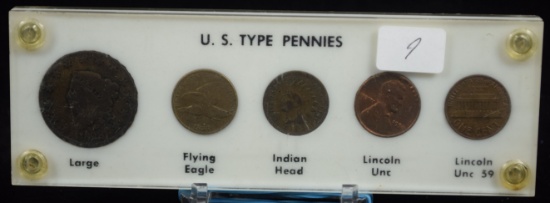 U. S. TYPE PENNIES
9
Large
Flying
Eagle
Indian
Head
Lincoln
Unc
Lincoln
Unc 59